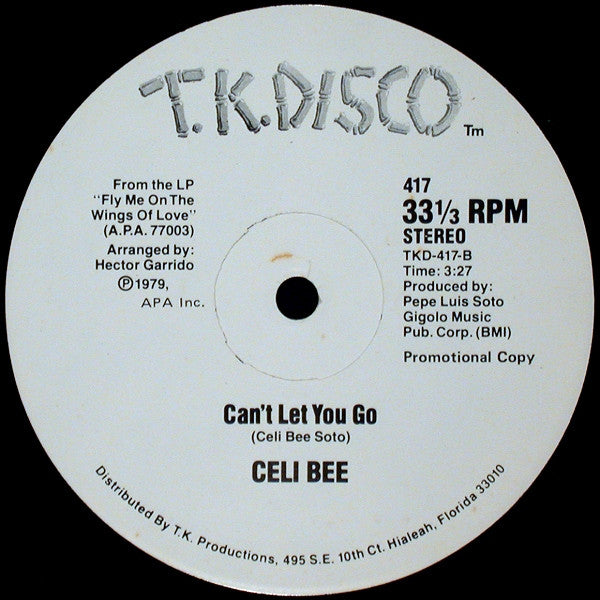 T.K.DISCO
Tm
From the LP
"Fly Me On The
Wings Of Love"
(A.P.A. 77003)
Arranged by:
Hector Garrido
Ⓟ1979,
APA Inc.
417
33⅓ RPM
STEREO
TKD-417-B
Time: 3:27
Produced by:
Pepe Luis Soto
Gigolo Music
Pub. Corp. (BMI)
Promotional Copy
Can't Let You Go
(Celi Bee Soto)
CELI BEE
Distributed By T.K. Productions, 495 S.E. 10th Ct. Hialeah, Florida 33010